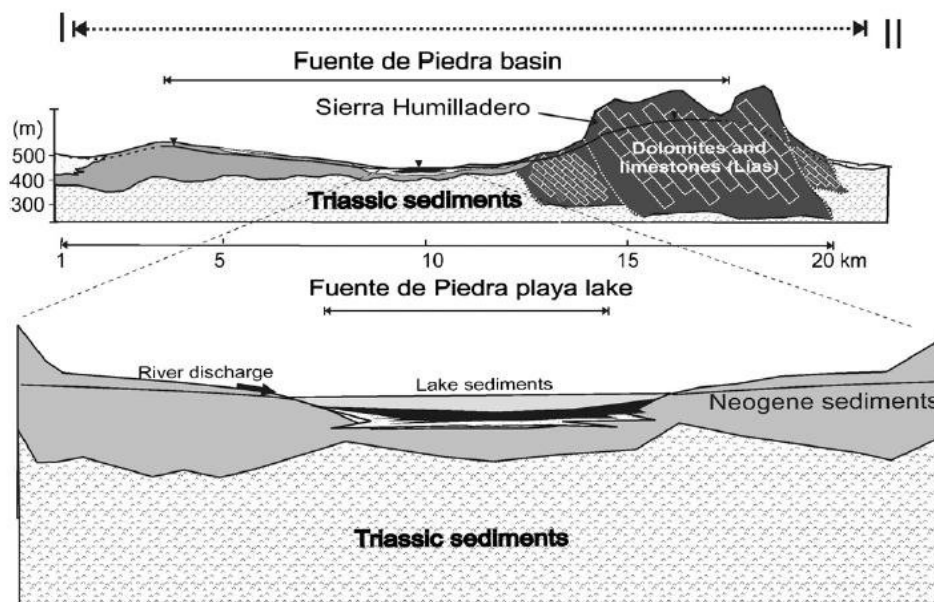 I
II
Fuente de Piedra basin
Sierra Humilladero
(m)
500
400
300
Dolomites and
limestones (Lias)
Triassic sediments
1 5 10 15 20 km
Fuente de Piedra playa lake
River discharge
Lake sediments
Neogene sediments
Triassic sediments